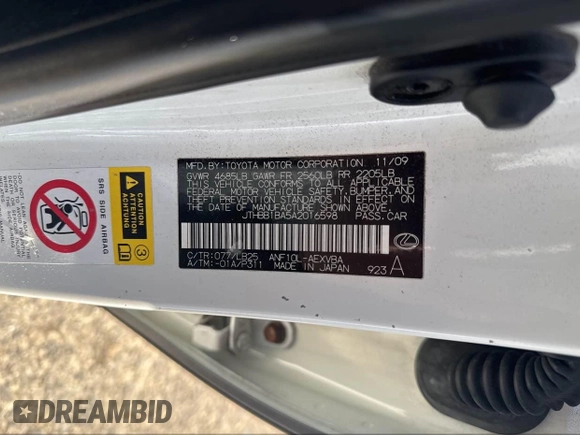 MFD.BY:TOYOTA MOTOR CORPORATION 11/09
GVWR 4685LB GAWR FR 2560LB RR 2205LB
THIS VEHICLE CONFORMS TO ALL APPLICABLE
FEDERAL MOTOR VEHICLE SAFETY, BUMPER, AND
THEFT PREVENTION STANDARDS IN EFFECT ON
THE DATE OF MANUFACTURE SHOWN ABOVE.
JTHBB1BA5A2016598 PASS.CAR
C/TR:077/LB25 ANF10L-AEXVBA
A/TM:-01A/P311 MADE IN JAPAN 923 A
SIDE AIRBAG
ATTENTION
ACHTUNG
CAUTION
3
DREAMBID